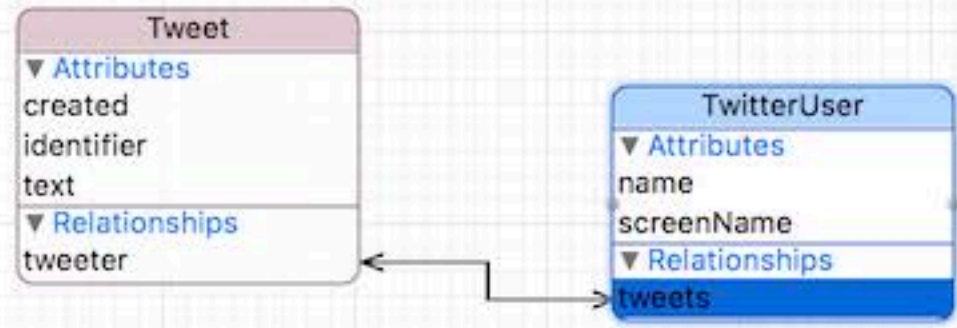 Tweet
▼ Attributes
created
identifier
text
▼ Relationships
tweeter
TwitterUser
▼ Attributes
name
screenName
▼ Relationships
tweets